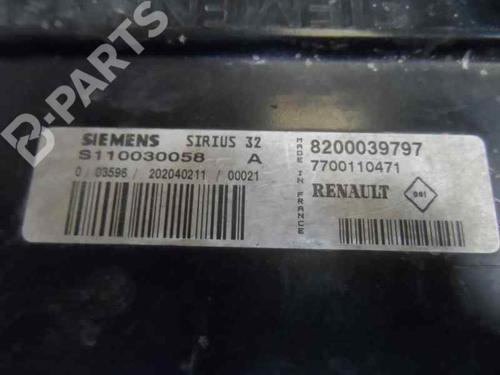 B-PARTS
SIEMENS SIRIUS 32
S110030058 A
0 / 03596 / 202040211 / 00021
MADE IN FRANCE
8200039797
7700110471
RENAULT